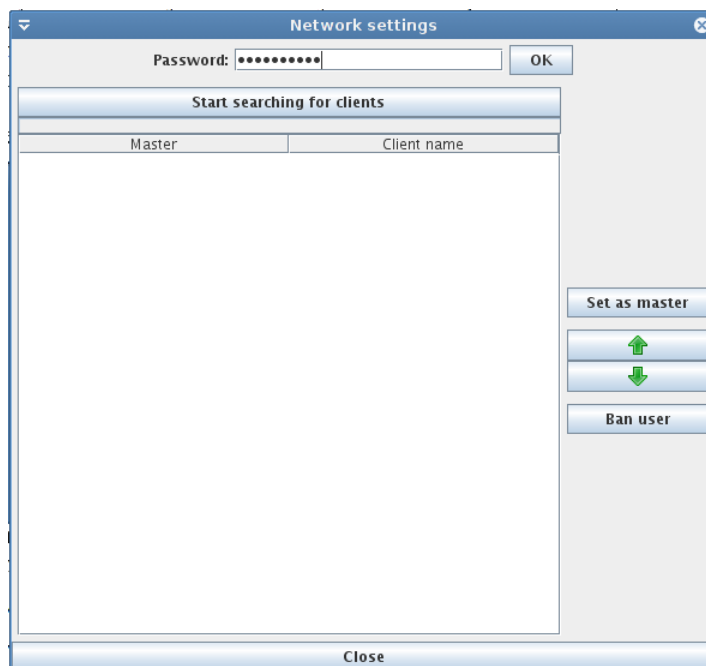 Network settings
Password: ●●●●●●●●●● OK
Start searching for clients
Master Client name
Set as master
Ban user
Close